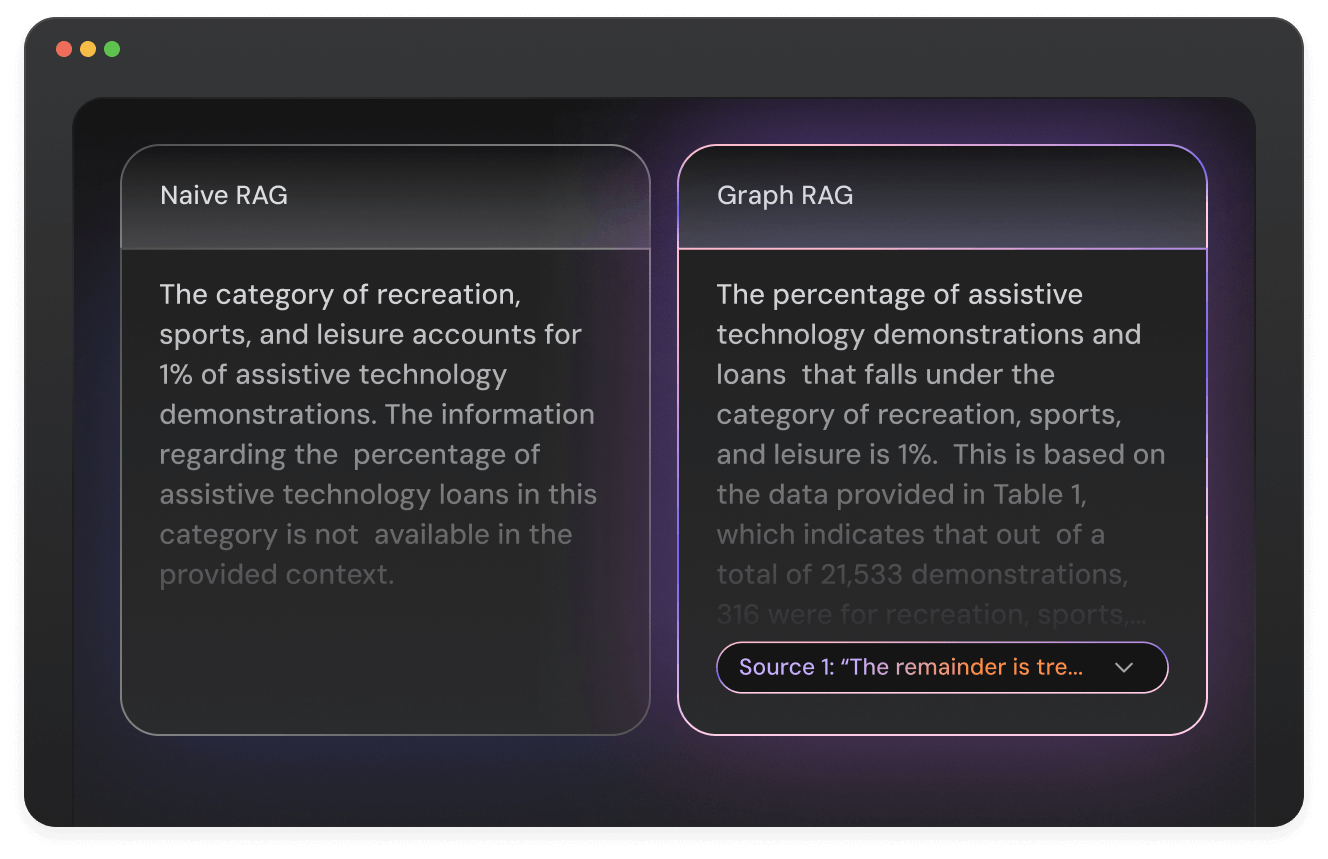 Naive RAG
The category of recreation,
sports, and leisure accounts for
1% of assistive technology
demonstrations. The information
regarding the  percentage of
assistive technology loans in this
category is not  available in the
provided context.
Graph RAG
The percentage of assistive
technology demonstrations and
loans  that falls under the
category of recreation, sports,
and leisure is 1%.  This is based on
the data provided in Table 1,
which indicates that out  of a
total of 21,533 demonstrations,
316 were for recreation, sports,...
Source 1: “The remainder is tre...